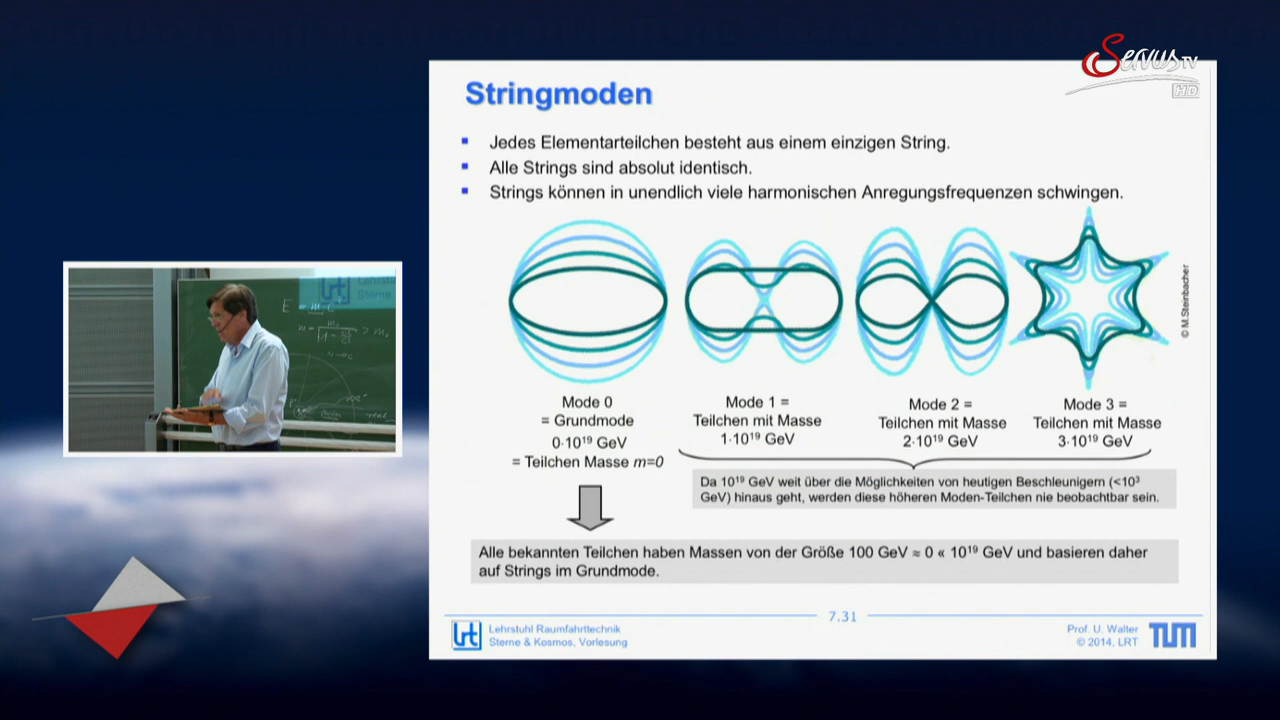 Servus TV
HD
Stringmoden
Jedes Elementarteilchen besteht aus einem einzigen String.
Alle Strings sind absolut identisch.
Strings können in unendlich viele harmonischen Anregungsfrequenzen schwingen.
© M.Steinbacher
Mode 0
= Grundmode
0·10¹⁹ GeV
= Teilchen Masse m=0
Mode 1 =
Teilchen mit Masse
1·10¹⁹ GeV
Mode 2 =
Teilchen mit Masse
2·10¹⁹ GeV
Mode 3 =
Teilchen mit Masse
3·10¹⁹ GeV
Da 10¹⁹ GeV weit über die Möglichkeiten von heutigen Beschleunigern (<10³
GeV) hinaus geht, werden diese höheren Moden-Teilchen nie beobachtbar sein.
Alle bekannten Teilchen haben Massen von der Größe 100 GeV ≈ 0 « 10¹⁹ GeV und basieren daher
auf Strings im Grundmode.
7.31
lrt
Lehrstuhl Raumfahrttechnik
Sterne & Kosmos, Vorlesung
Prof. U. Walter
© 2014, LRT
TUM
lrt
Lehrstu
Sterne